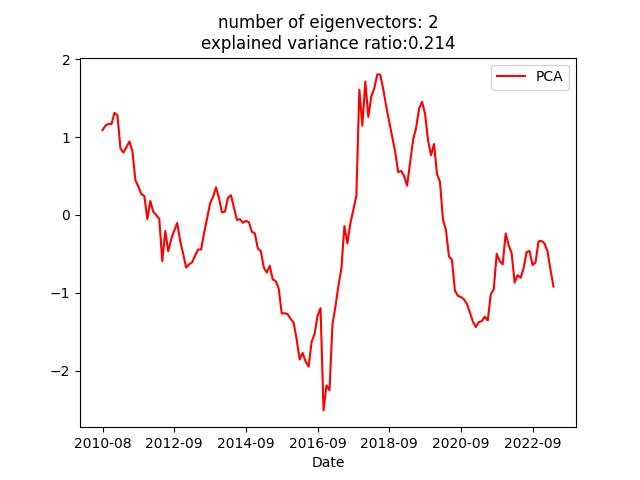 number of eigenvectors: 2
explained variance ratio:0.214
PCA
2
1
0
−1
−2
2010-08 2012-09 2014-09 2016-09 2018-09 2020-09 2022-09
Date